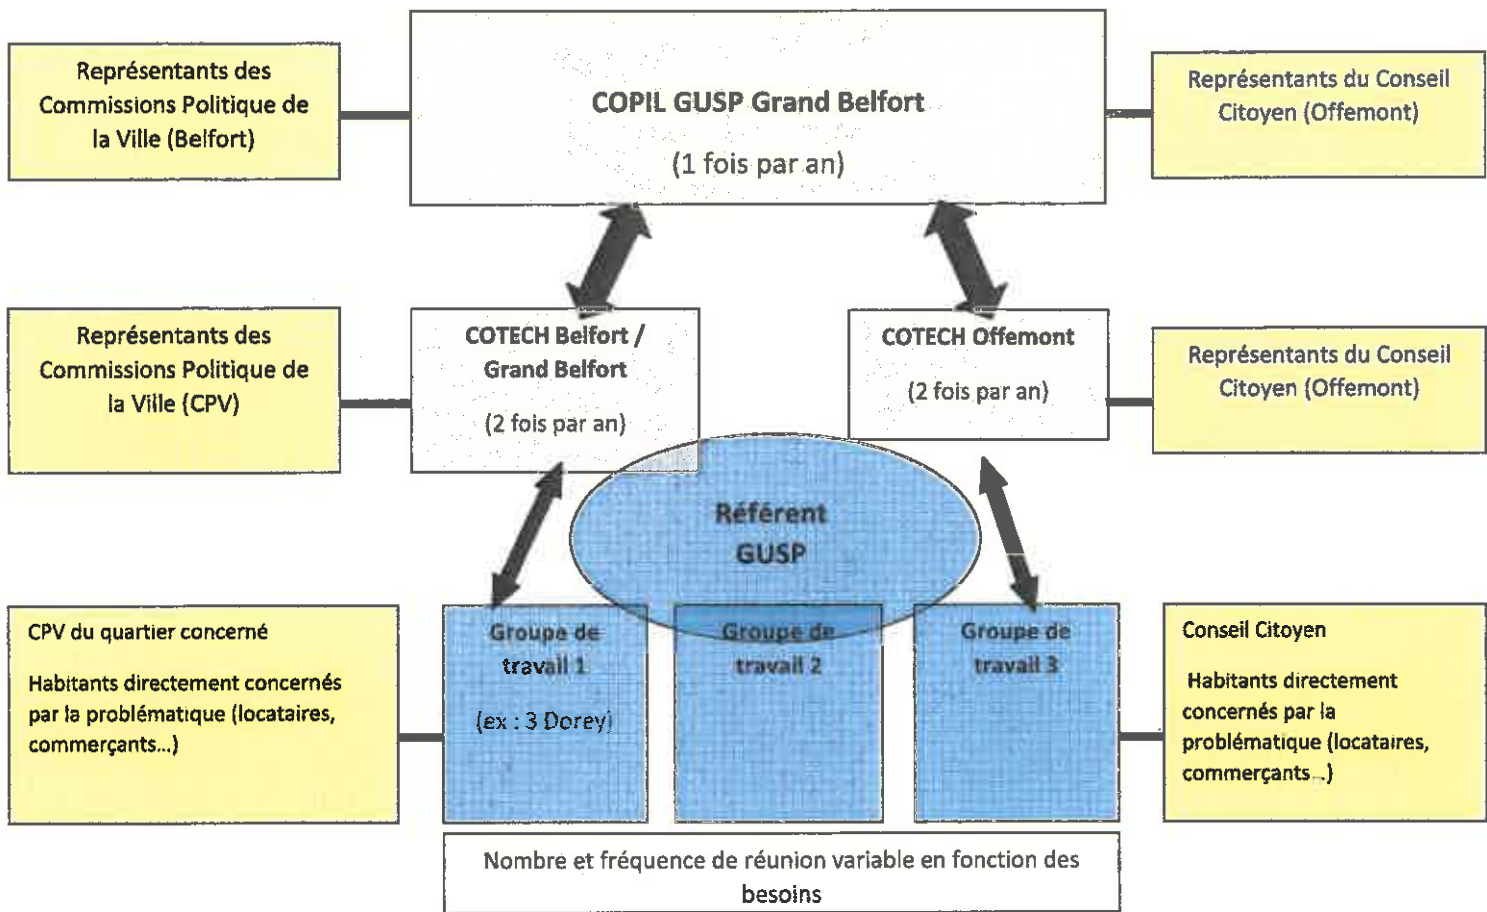 Représentants des
Commissions Politique de
la Ville (Belfort)
COPIL GUSP Grand Belfort
(1 fois par an)
Représentants du Conseil
Citoyen (Offemont)
Représentants des
Commissions Politique de
la Ville (CPV)
COTECH Belfort /
Grand Belfort
(2 fois par an)
COTECH Offemont
(2 fois par an)
Représentants du Conseil
Citoyen (Offemont)
Référent
GUSP
CPV du quartier concerné
Habitants directement concernés
par la problématique (locataires,
commerçants...)
Groupe de
travail 1
(ex : 3 Dorey)
Groupe de
travail 2
Groupe de
travail 3
Conseil Citoyen
Habitants directement
concernés par la
problématique (locataires,
commerçants...)
Nombre et fréquence de réunion variable en fonction des
besoins